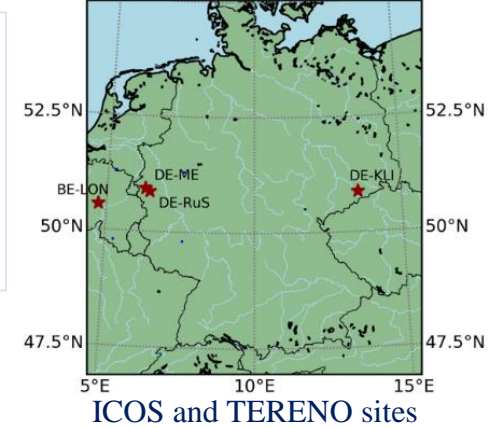 52.5°N 52.5°N
DE-ME DE-KLI
BE-LON
DE-RuS
50°N 50°N
47.5°N 47.5°N
5°E 10°E 15°E
ICOS and TERENO sites